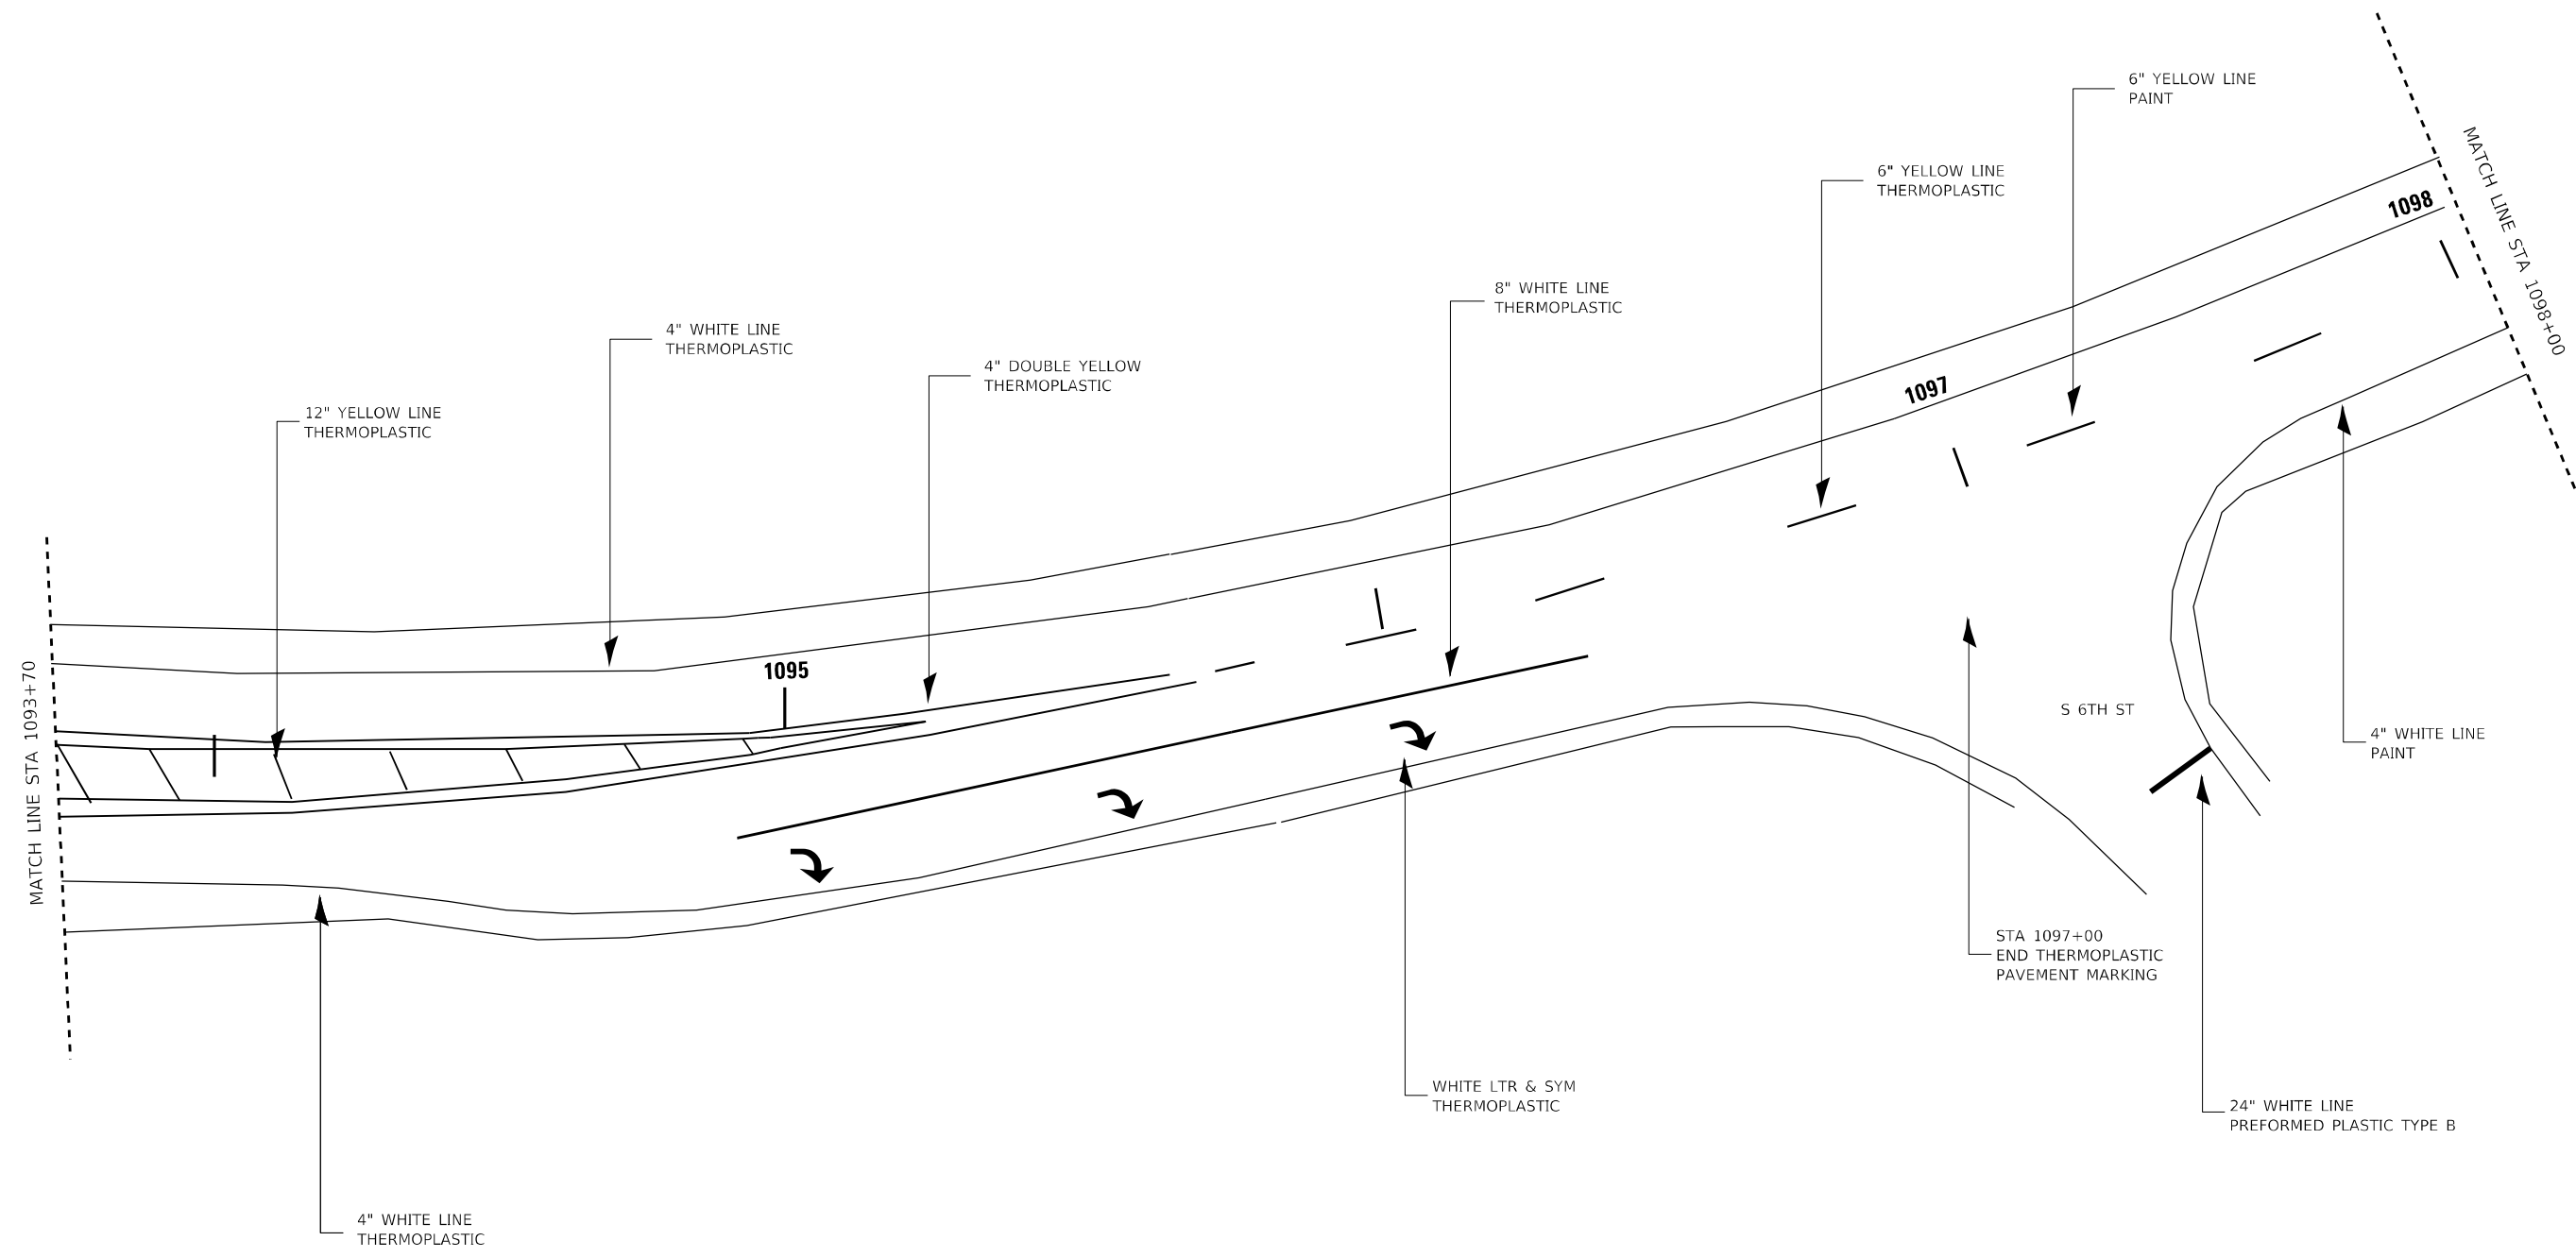 6" YELLOW LINE
PAINT
MATCH LINE STA 1098+00
6" YELLOW LINE
THERMOPLASTIC
1098
8" WHITE LINE
THERMOPLASTIC
4" WHITE LINE
THERMOPLASTIC
4" DOUBLE YELLOW
THERMOPLASTIC
1097
12" YELLOW LINE
THERMOPLASTIC
1095
MATCH LINE STA 1093+70
S 6TH ST
4" WHITE LINE
PAINT
STA 1097+00
END THERMOPLASTIC
PAVEMENT MARKING
WHITE LTR & SYM
THERMOPLASTIC
24" WHITE LINE
PREFORMED PLASTIC TYPE B
4" WHITE LINE
THERMOPLASTIC